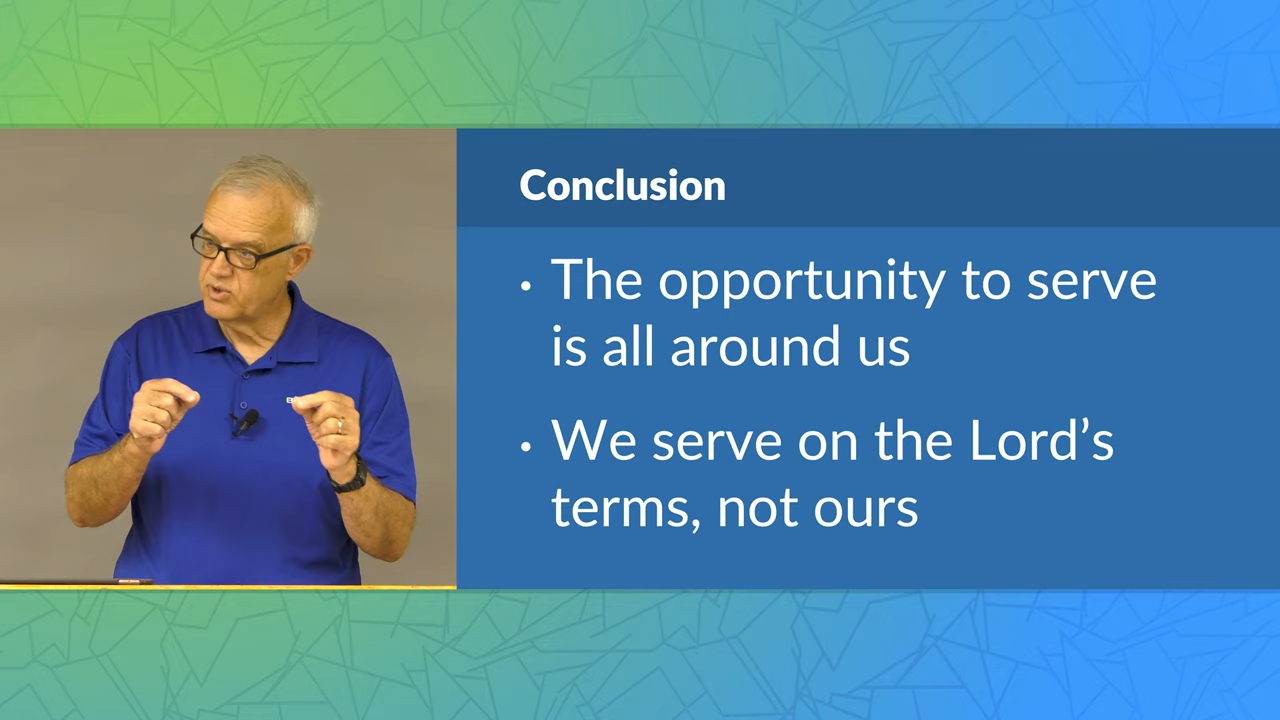 Conclusion
• The opportunity to serve
is all around us
• We serve on the Lord’s
terms, not ours